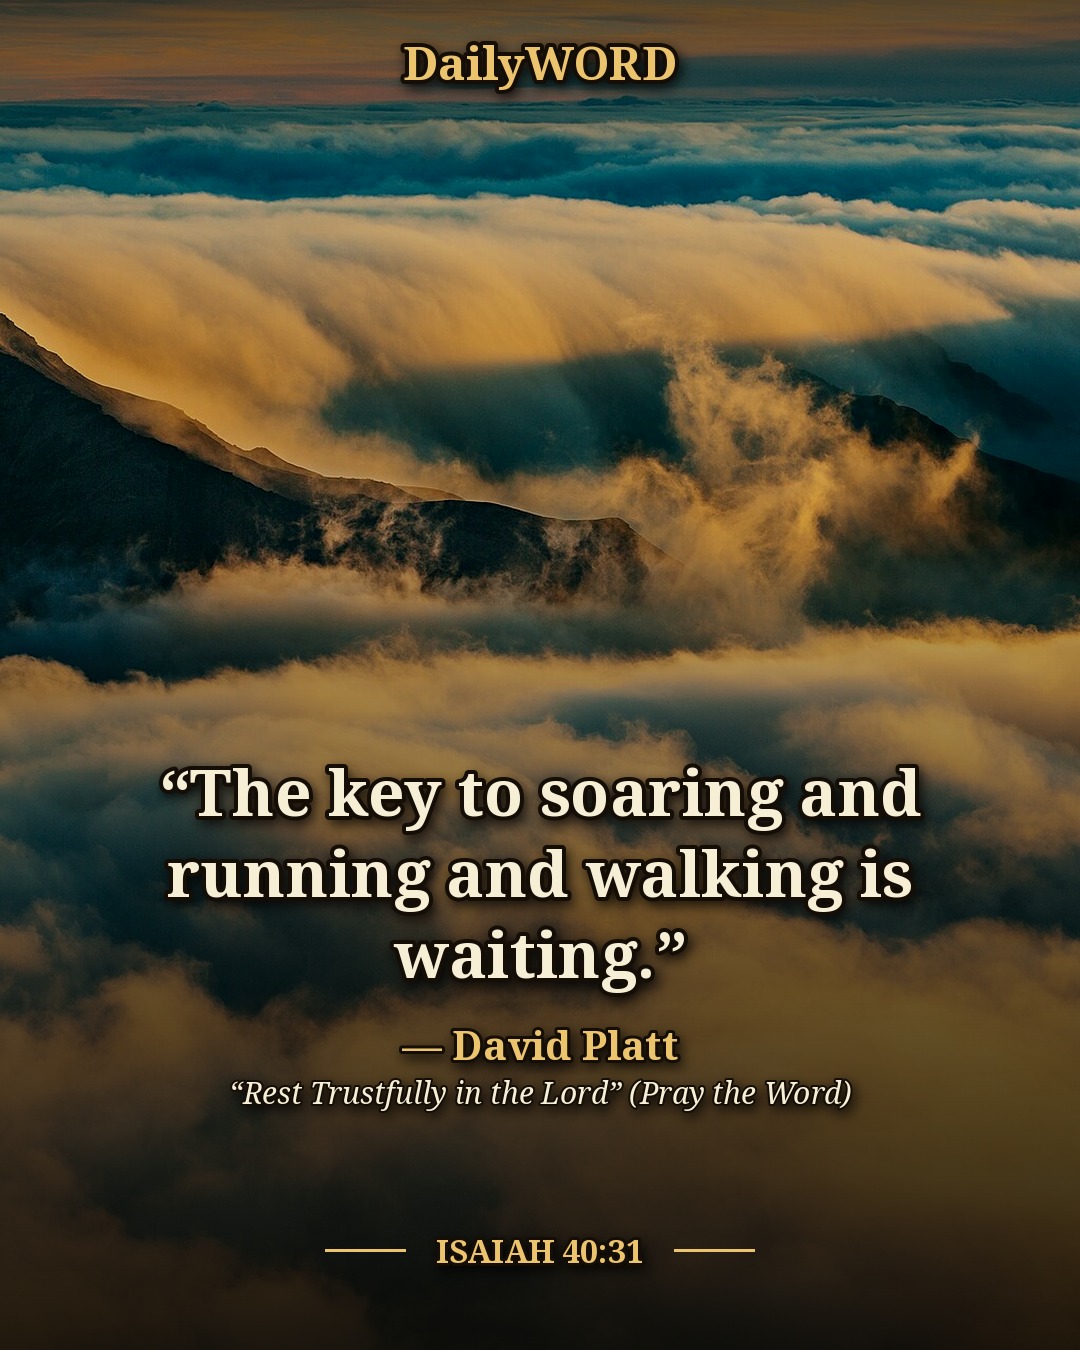 DailyWORD
“The key to soaring and
running and walking is
waiting.”
— David Platt
“Rest Trustfully in the Lord” (Pray the Word)
ISAIAH 40:31